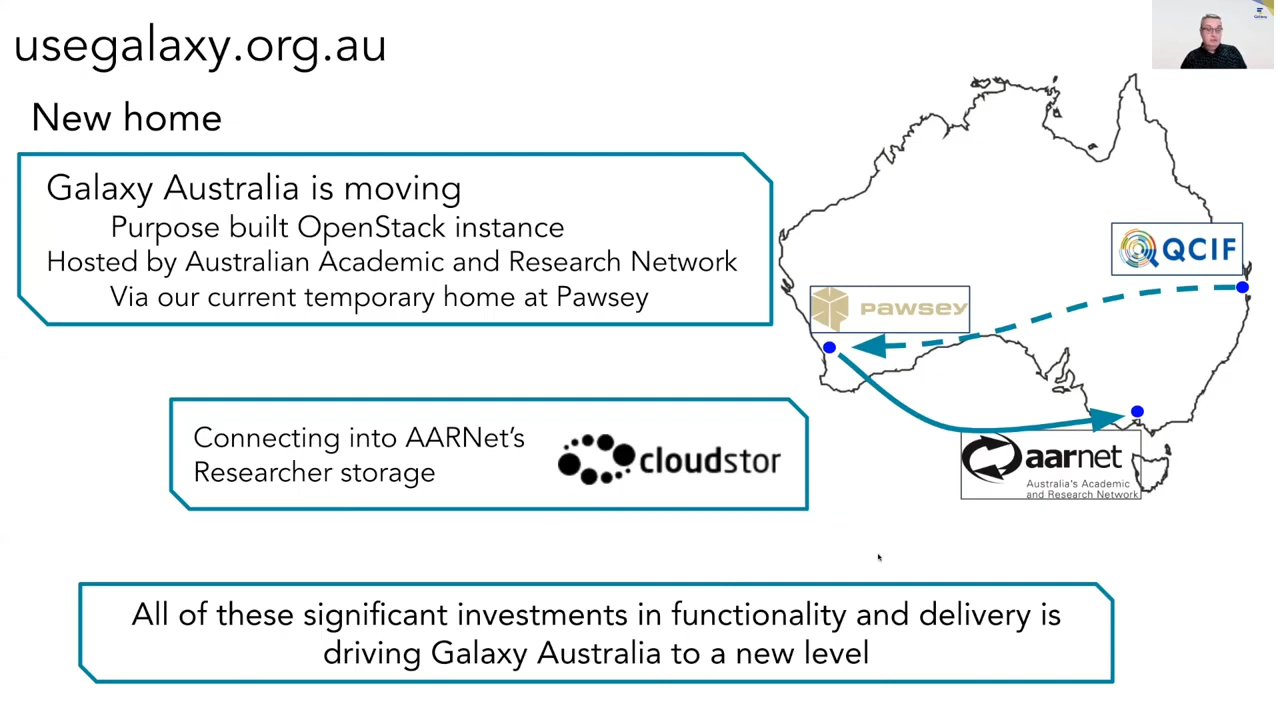 usegalaxy.org.au
New home
Galaxy Australia is moving
Purpose built OpenStack instance
Hosted by Australian Academic and Research Network
Via our current temporary home at Pawsey
QCIF
PAWSEY
Connecting into AARNet's
Researcher storage
cloudstor
aarnet
Australia's Academic
and Research Network
All of these significant investments in functionality and delivery is
driving Galaxy Australia to a new level